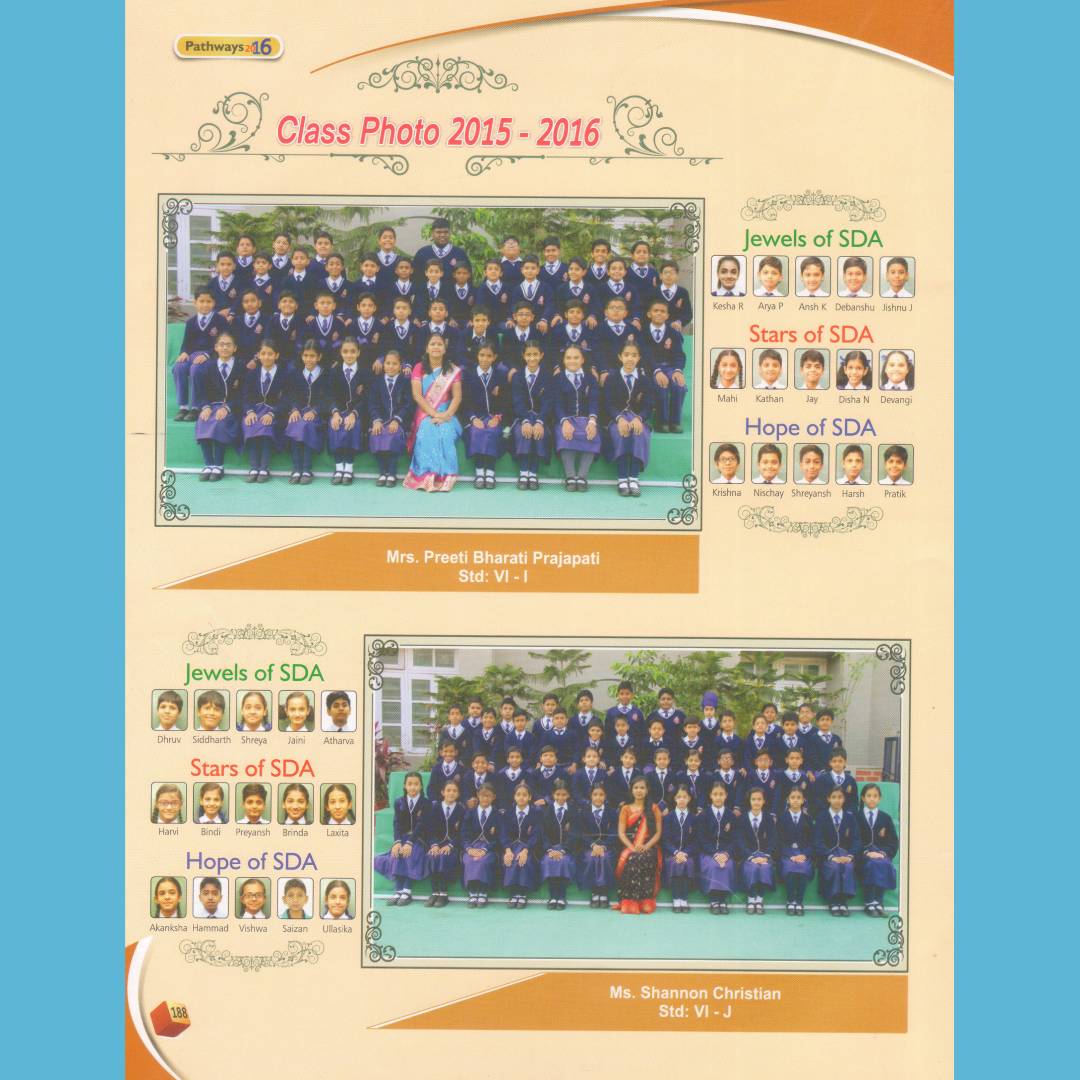 Pathways2016
Class Photo 2015 - 2016
Jewels of SDA
Kesha R Arya P Ansh K Debanshu Jishnu J
Stars of SDA
Mahi Kathan Jay Disha N Devangi
Hope of SDA
Krishna Nischay Shreyansh Harsh Pratik
Mrs. Preeti Bharati Prajapati
Std: VI - I
Jewels of SDA
Dhruv Siddharth Shreya Jaini Atharva
Stars of SDA
Harvi Bindi Preyansh Brinda Laxita
Hope of SDA
Akanksha Hammad Vishwa Saizan Ullasika
Ms. Shannon Christian
Std: VI - J
188